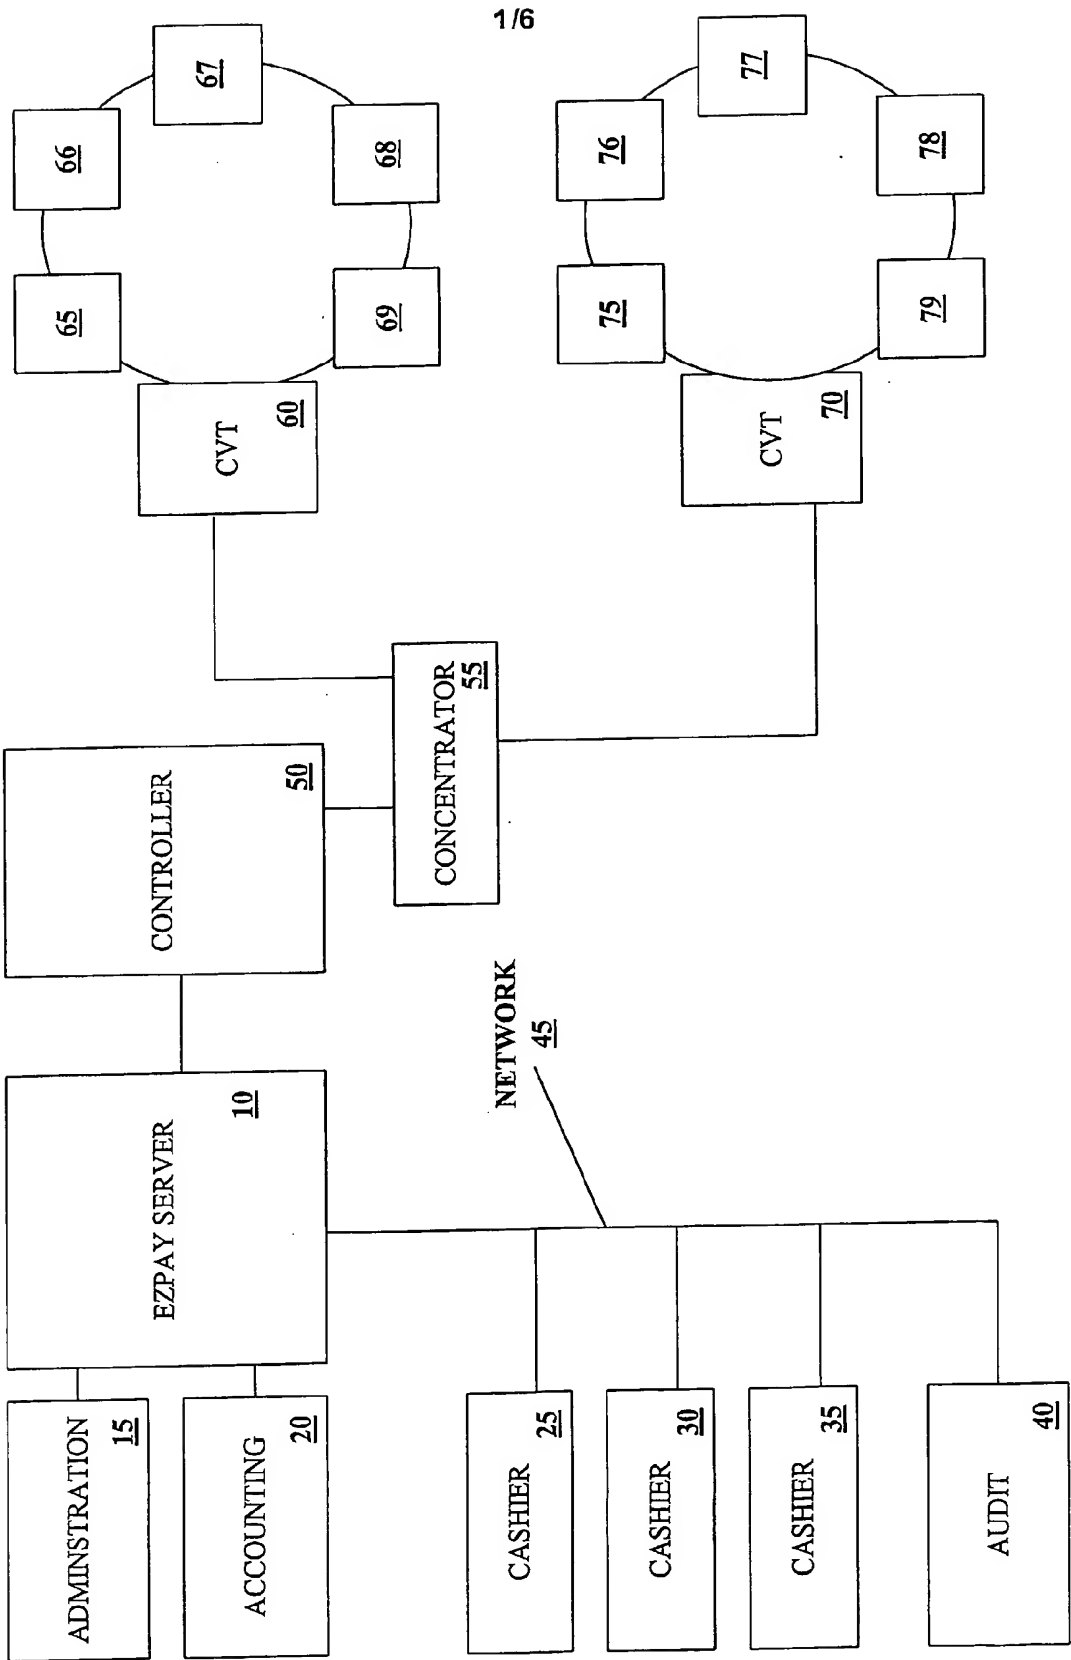 1/6
ADMINSTRATION
15
ACCOUNTING
20
EZPAY SERVER
10
CONTROLLER
50
CASHIER
25
CASHIER
30
CASHIER
35
AUDIT
40
NETWORK
45
CONCENTRATOR
55
CVT
60
65
66
67
68
69
CVT
70
75
76
77
78
79